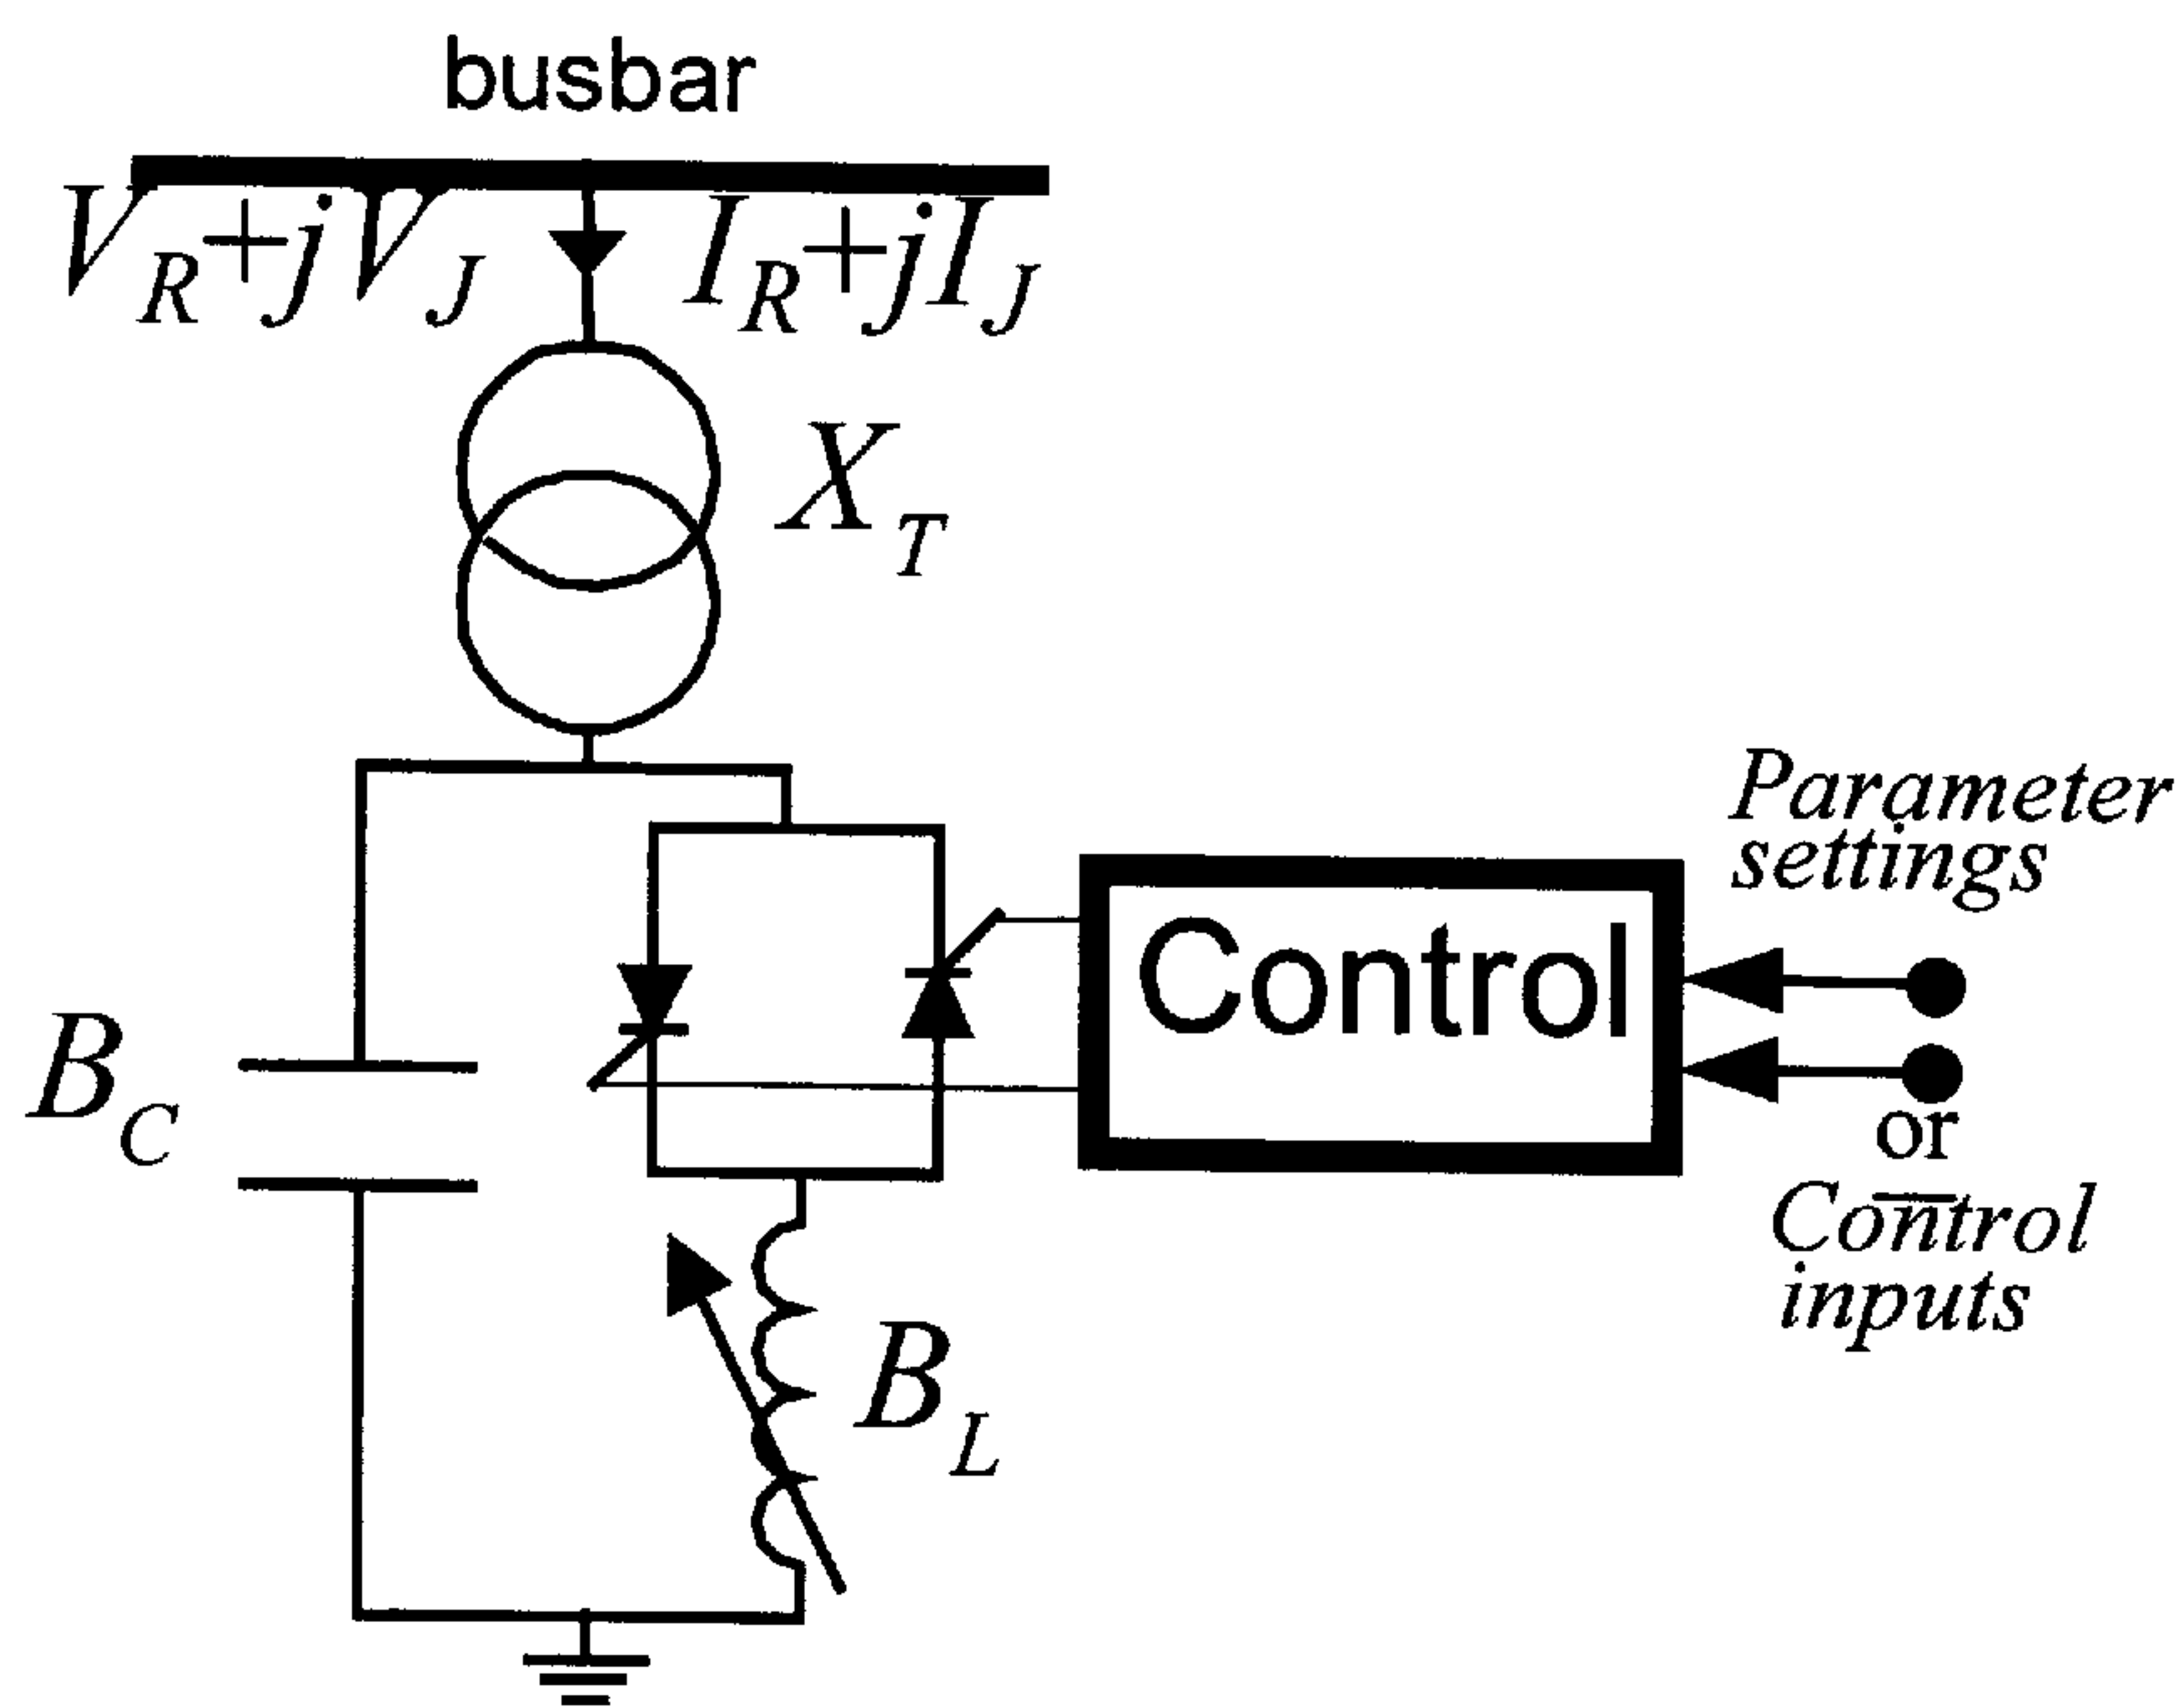 busbar
V_R+jV_J I_R+jI_J
X_T
Parameter
settings
Control
B_C
or
Control
inputs
B_L